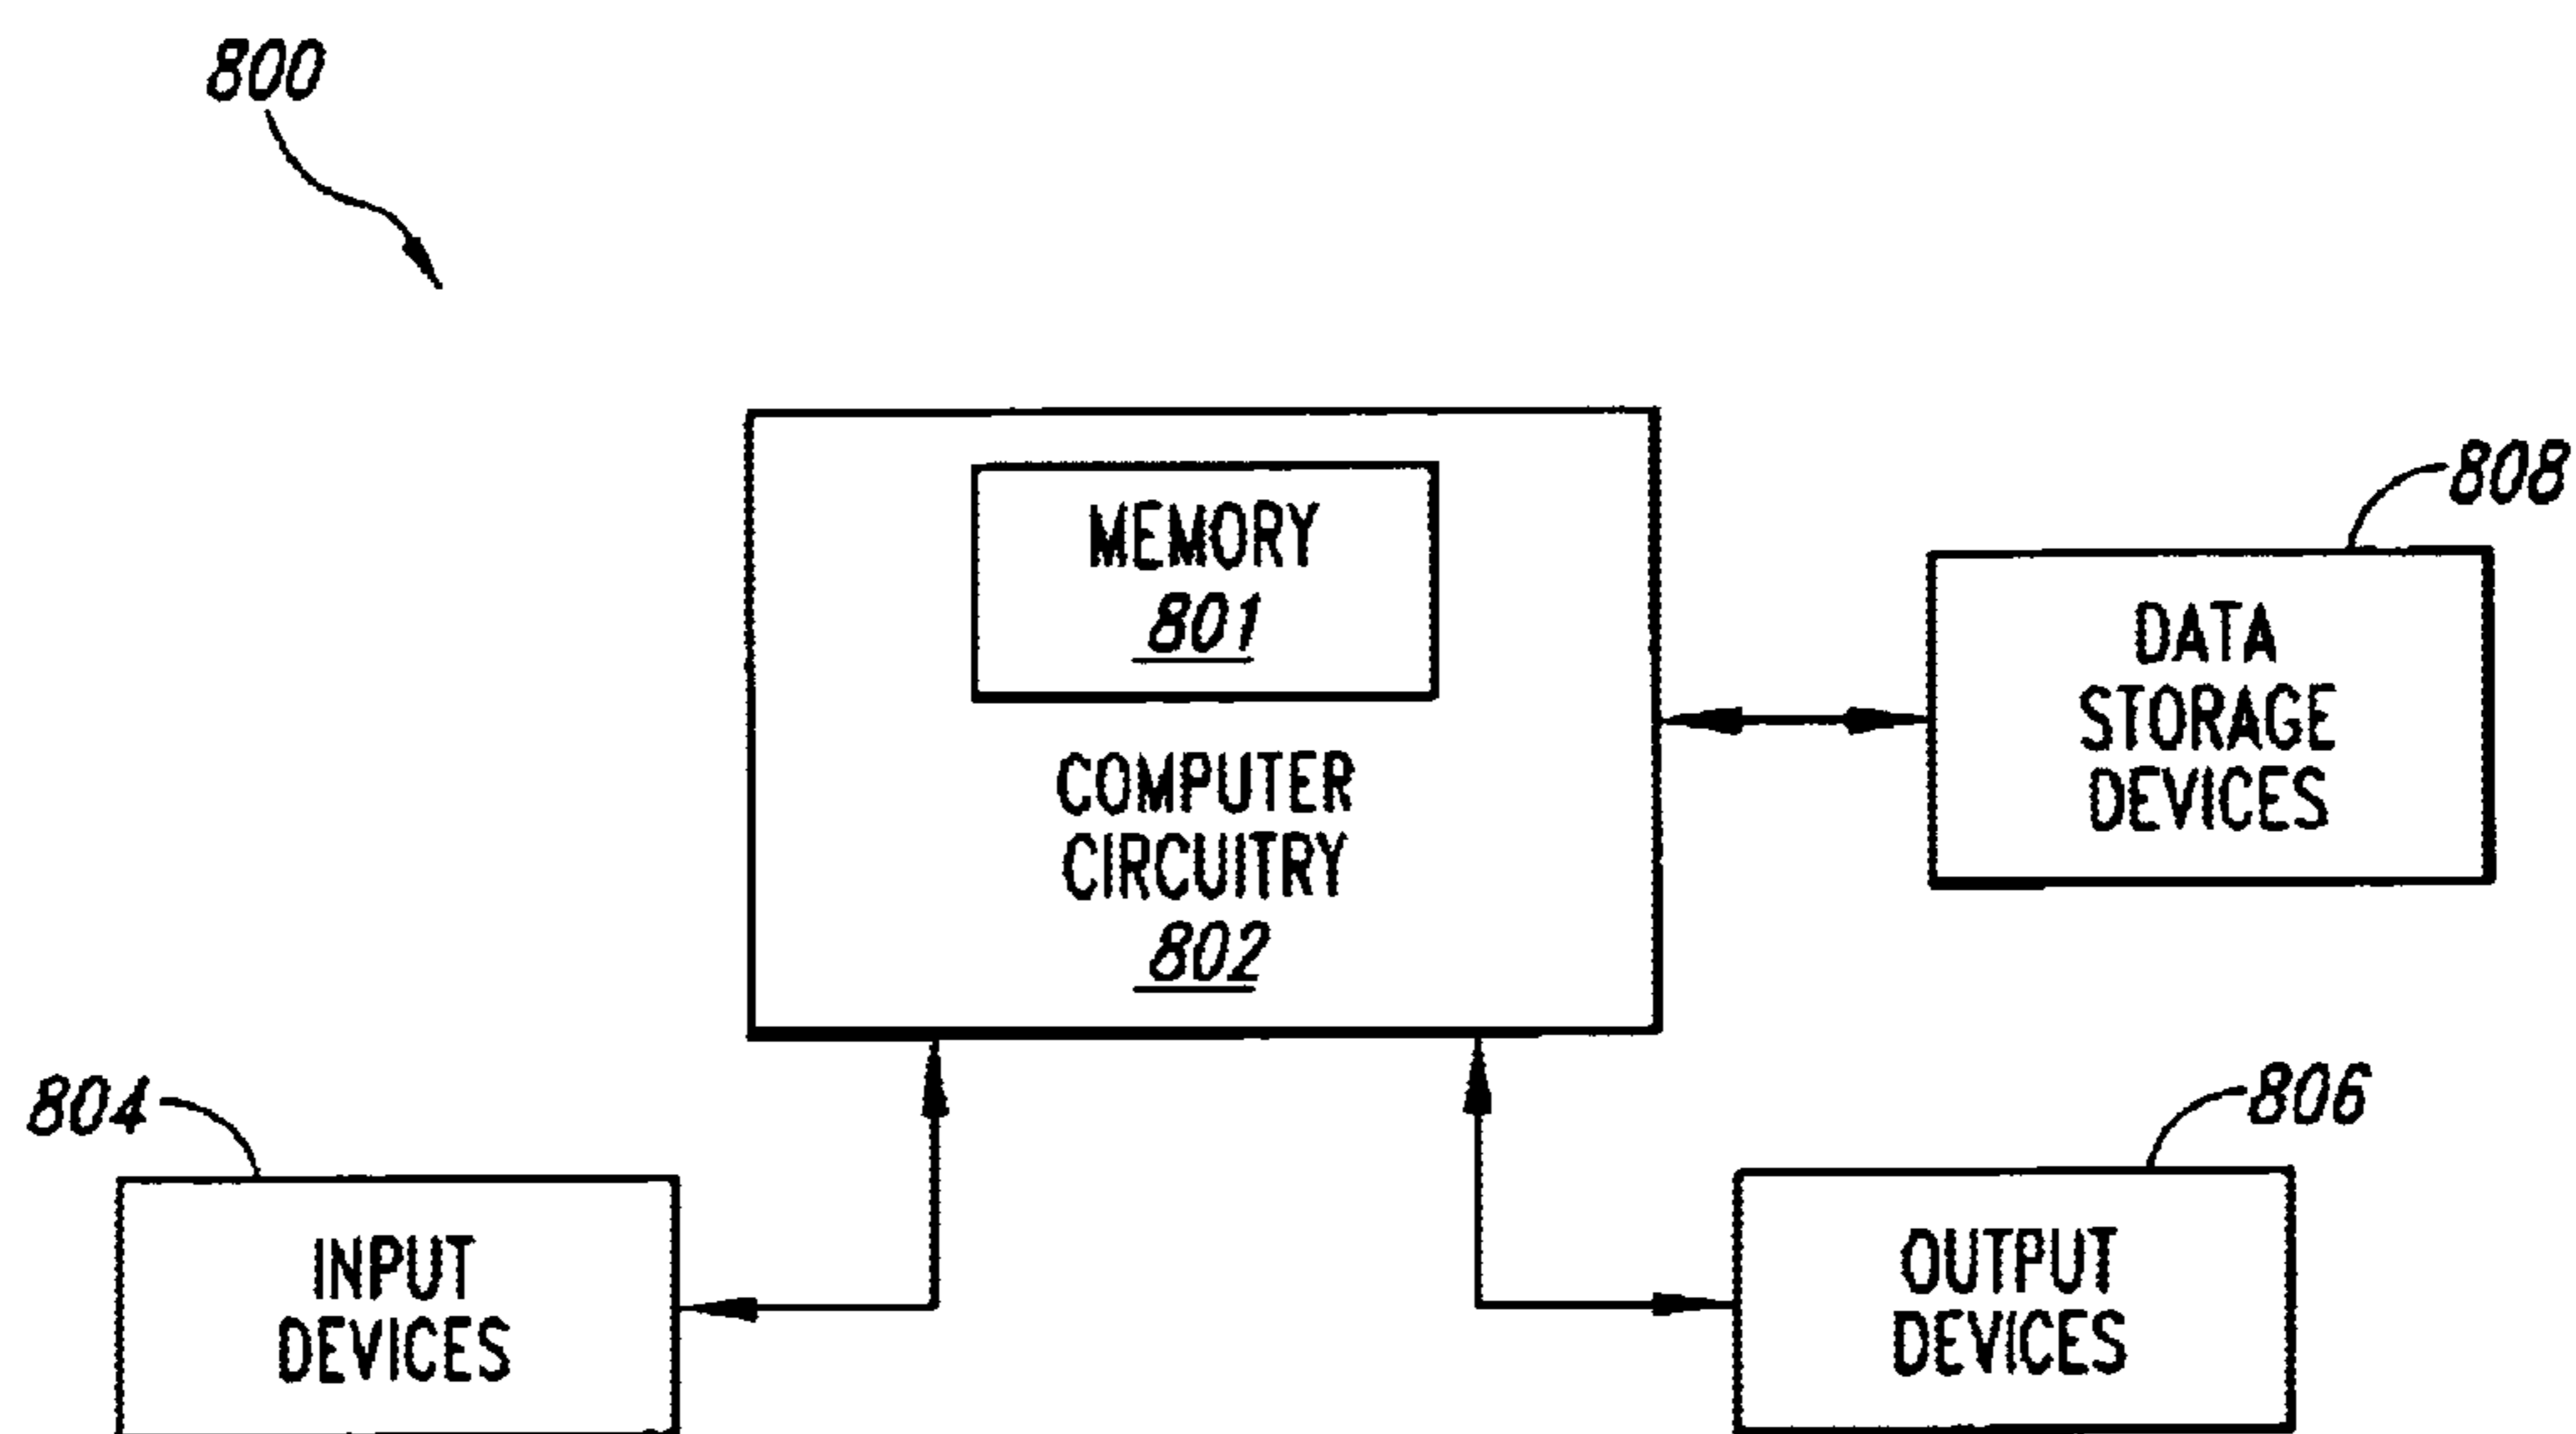 800
MEMORY
801
COMPUTER
CIRCUITRY
802
808
DATA
STORAGE
DEVICES
804
INPUT
DEVICES
806
OUTPUT
DEVICES